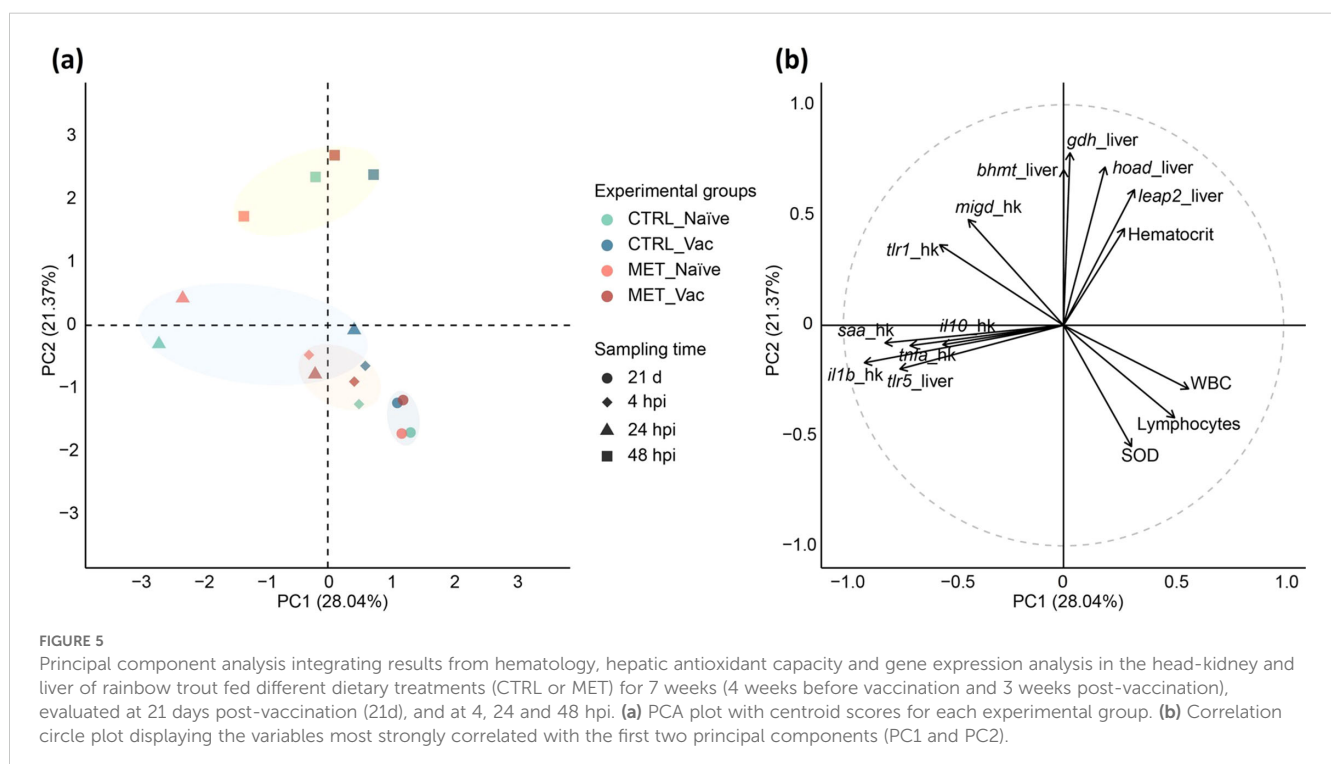 (a)
3
2
1
0
−1
−2
−3
PC2 (21.37%)
−3
−2
−1
0
1
2
3
PC1 (28.04%)
Experimental groups
CTRL_Naïve
CTRL_Vac
MET_Naïve
MET_Vac
Sampling time
21 d
4 hpi
24 hpi
48 hpi
(b)
1.0
0.5
0
−0.5
−1.0
PC2 (21.37%)
gdh_liver
bhmt_liver
hoad_liver
leap2_liver
migd_hk
Hematocrit
tlr1_hk
saa_hk
il10_hk
tnfa_hk
il1b_hk
tlr5_liver
WBC
Lymphocytes
SOD
−1.0
−0.5
0
0.5
1.0
PC1 (28.04%)
FIGURE 5
Principal component analysis integrating results from hematology, hepatic antioxidant capacity and gene expression analysis in the head-kidney and
liver of rainbow trout fed different dietary treatments (CTRL or MET) for 7 weeks (4 weeks before vaccination and 3 weeks post-vaccination),
evaluated at 21 days post-vaccination (21d), and at 4, 24 and 48 hpi. (a) PCA plot with centroid scores for each experimental group. (b) Correlation
circle plot displaying the variables most strongly correlated with the first two principal components (PC1 and PC2).